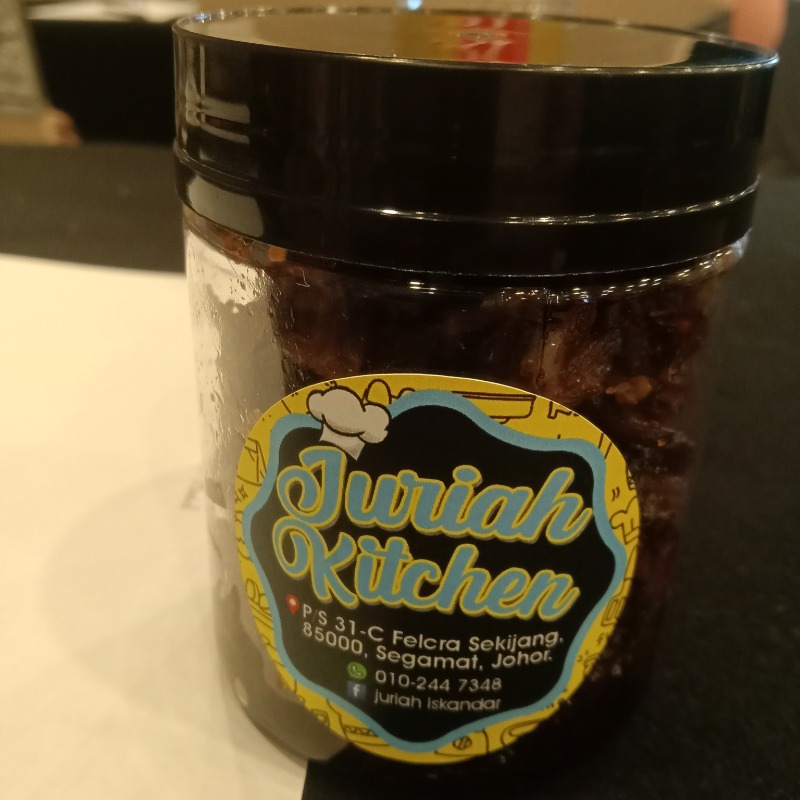 Juriah
Kitchen
P/S 31-C Felcra Sekijang,
85000, Segamat, Johor.
010-244 7348
juriah iskandar